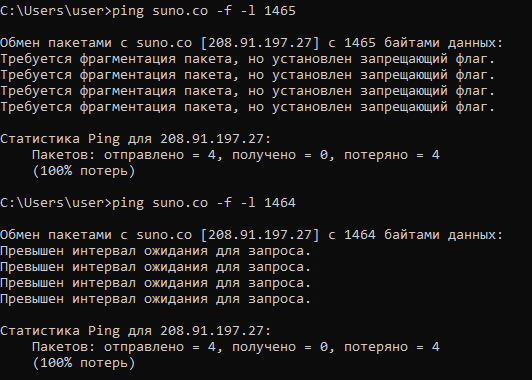 C:\Users\user>ping suno.co -f -l 1465
Обмен пакетами с suno.co [208.91.197.27] с 1465 байтами данных:
Требуется фрагментация пакета, но установлен запрещающий флаг.
Требуется фрагментация пакета, но установлен запрещающий флаг.
Требуется фрагментация пакета, но установлен запрещающий флаг.
Требуется фрагментация пакета, но установлен запрещающий флаг.
Статистика Ping для 208.91.197.27:
Пакетов: отправлено = 4, получено = 0, потеряно = 4
(100% потерь)
C:\Users\user>ping suno.co -f -l 1464
Обмен пакетами с suno.co [208.91.197.27] с 1464 байтами данных:
Превышен интервал ожидания для запроса.
Превышен интервал ожидания для запроса.
Превышен интервал ожидания для запроса.
Превышен интервал ожидания для запроса.
Статистика Ping для 208.91.197.27:
Пакетов: отправлено = 4, получено = 0, потеряно = 4
(100% потерь)